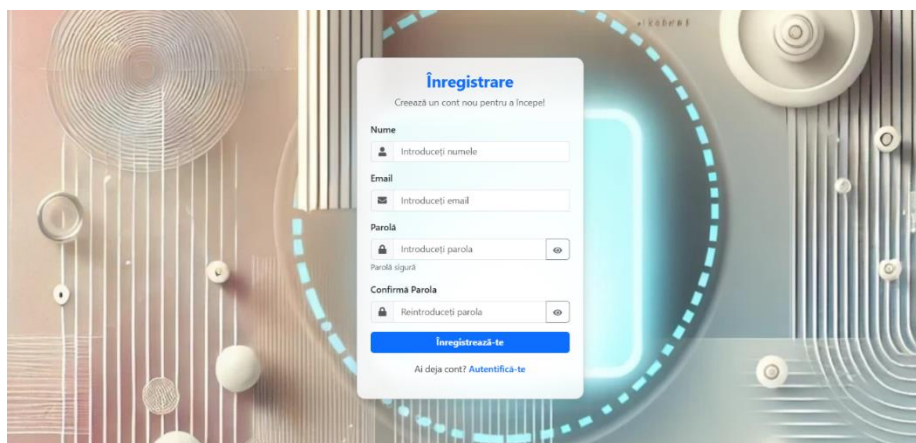 Înregistrare
Creează un cont nou pentru a începe!
Nume
Introduceți numele
Email
Introduceți email
Parolă
Introduceți parola
Parolă sigură
Confirmă Parola
Reintroduceți parola
Înregistrează-te
Ai deja cont? Autentifică-te